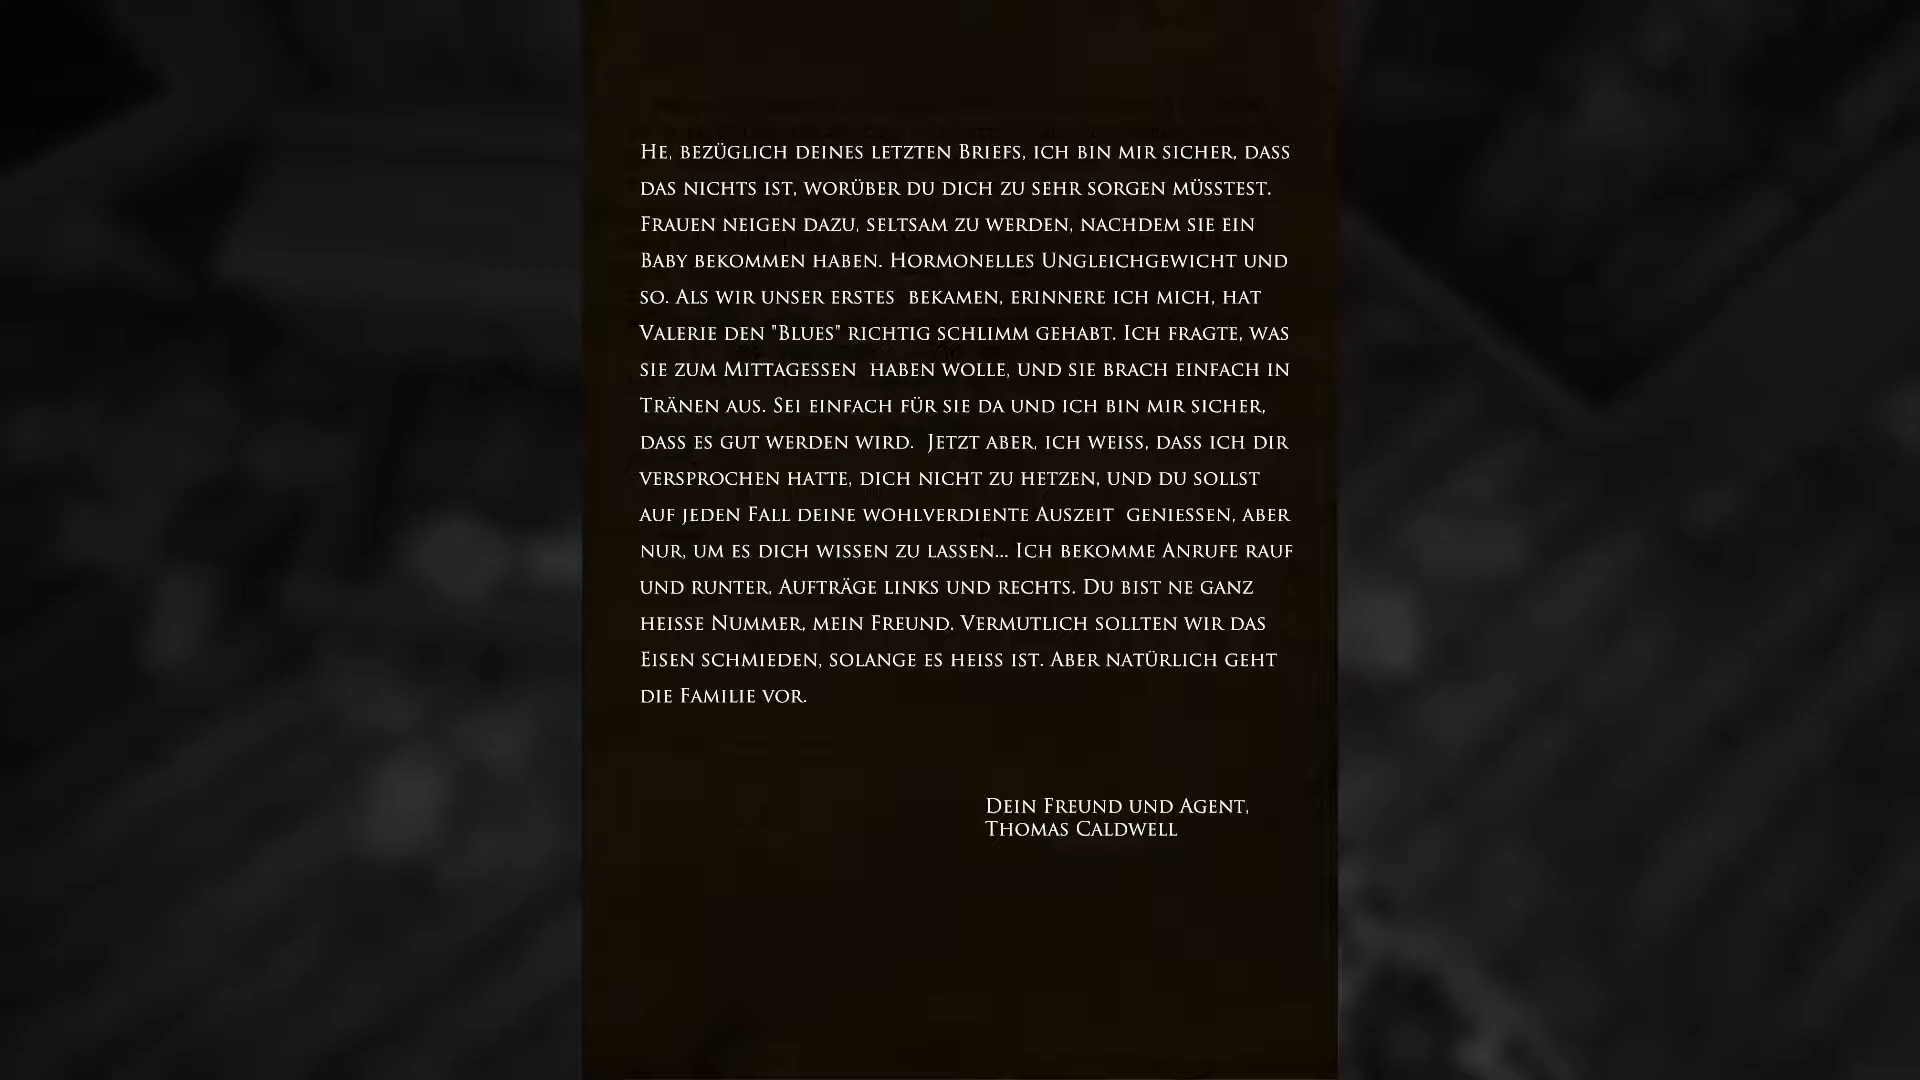 He, bezüglich deines letzten Briefs, ich bin mir sicher, dass
das nichts ist, worüber du dich zu sehr sorgen müsstest.
Frauen neigen dazu, seltsam zu werden, nachdem sie ein
Baby bekommen haben. Hormonelles Ungleichgewicht und
so. Als wir unser erstes  bekamen, erinnere ich mich, hat
Valerie den "Blues" richtig schlimm gehabt. Ich fragte, was
sie zum Mittagessen  haben wolle, und sie brach einfach in
Tränen aus. Sei einfach für sie da und ich bin mir sicher,
dass es gut werden wird.  Jetzt aber, ich weiss, dass ich dir
versprochen hatte, dich nicht zu hetzen, und du sollst
auf jeden Fall deine wohlverdiente Auszeit  geniessen, aber
nur, um es dich wissen zu lassen... Ich bekomme Anrufe rauf
und runter, Aufträge links und rechts. Du bist ne ganz
heisse Nummer, mein Freund. Vermutlich sollten wir das
Eisen schmieden, solange es heiss ist. Aber natürlich geht
die Familie vor.
Dein Freund und Agent,
Thomas Caldwell